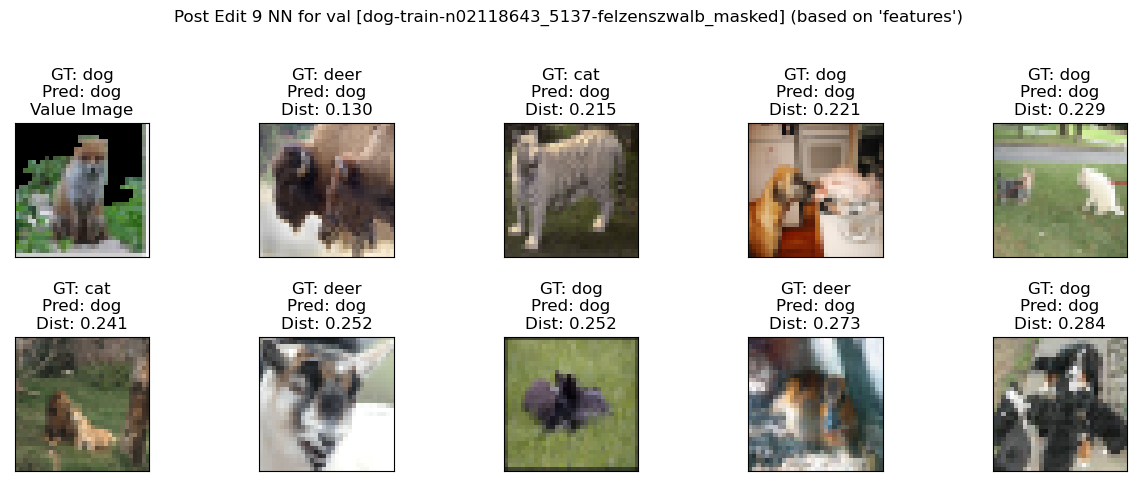 Post Edit 9 NN for val [dog-train-n02118643_5137-felzenszwalb_masked] (based on 'features')
GT: dog
Pred: dog
Value Image
GT: deer
Pred: dog
Dist: 0.130
GT: cat
Pred: dog
Dist: 0.215
GT: dog
Pred: dog
Dist: 0.221
GT: dog
Pred: dog
Dist: 0.229
GT: cat
Pred: dog
Dist: 0.241
GT: deer
Pred: dog
Dist: 0.252
GT: dog
Pred: dog
Dist: 0.252
GT: deer
Pred: dog
Dist: 0.273
GT: dog
Pred: dog
Dist: 0.284